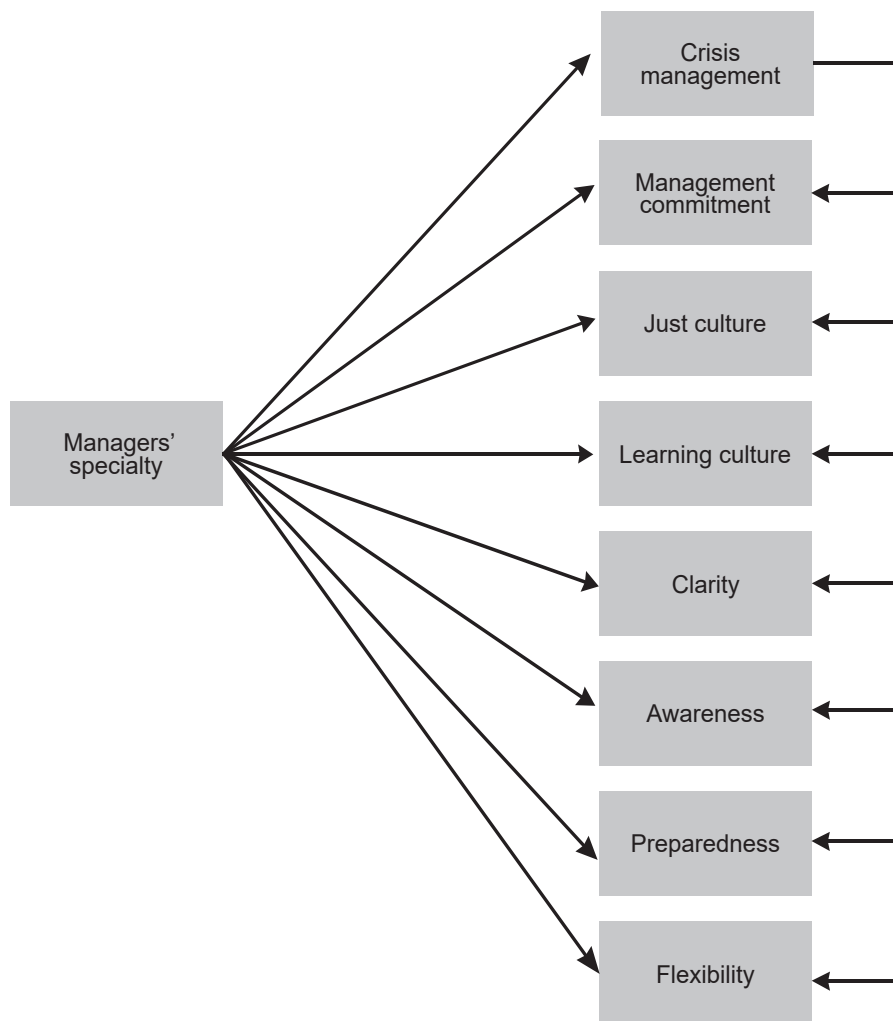 Crisis
management
Management
commitment
Just culture
Managers’
specialty
Learning culture
Clarity
Awareness
Preparedness
Flexibility